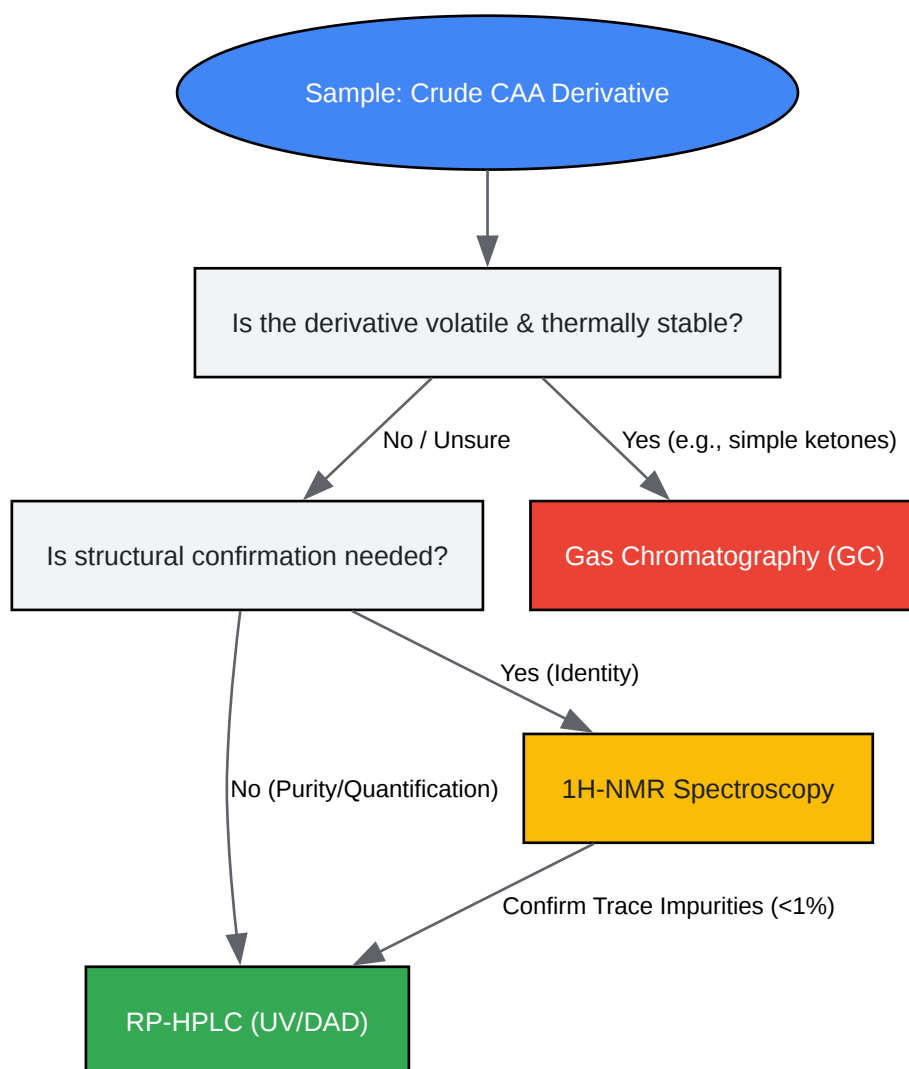 Sample: Crude CAA Derivative
Is the derivative volatile & thermally stable?
No / Unsure
Yes (e.g., simple ketones)
Is structural confirmation needed?
Gas Chromatography (GC)
Yes (Identity)
No (Purity/Quantification)
1H-NMR Spectroscopy
Confirm Trace Impurities (<1%)
RP-HPLC (UV/DAD)